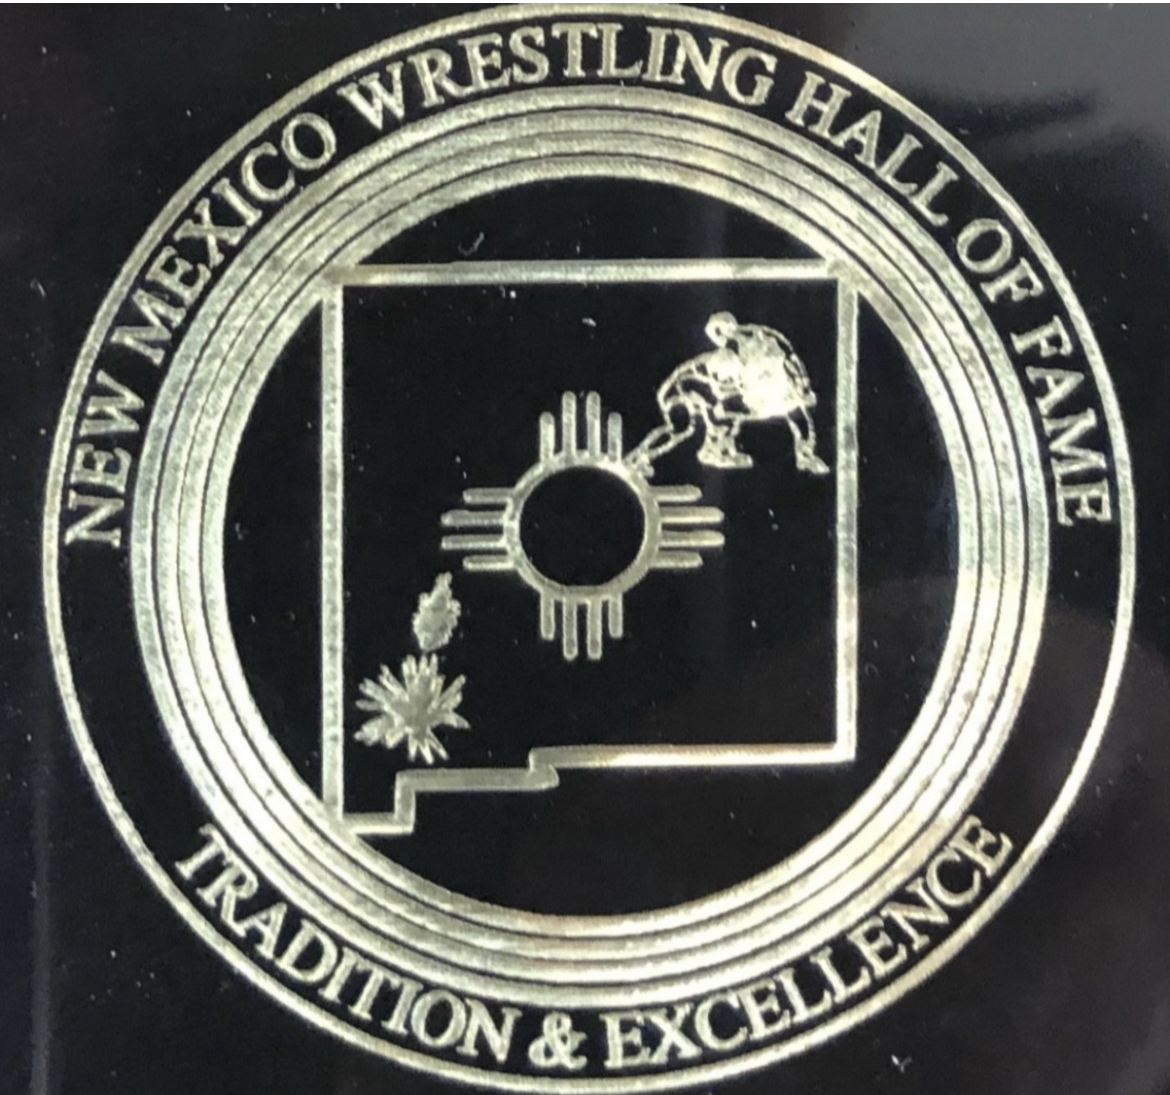 NEW MEXICO WRESTLING HALL OF FAME
TRADITION & EXCELLENCE